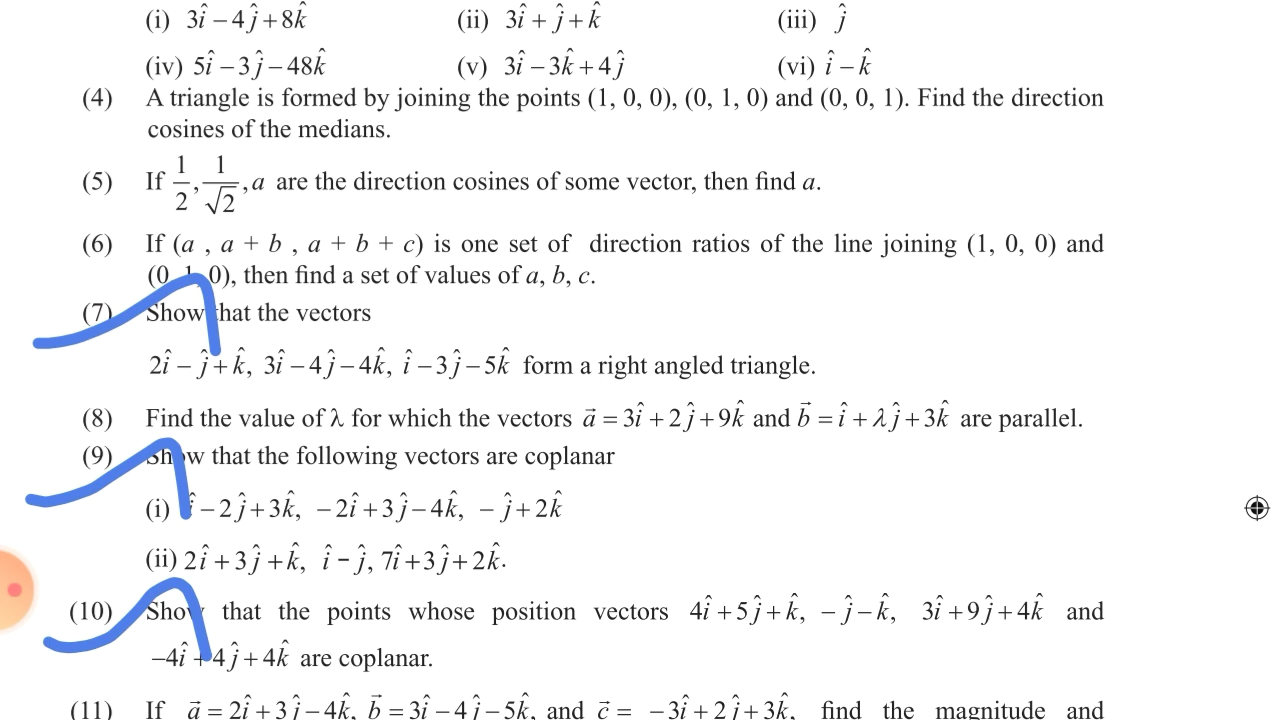 (i) 3î – 4ĵ + 8k̂ (ii) 3î + ĵ + k̂ (iii) ĵ
(iv) 5î – 3ĵ – 48k̂ (v) 3î – 3k̂ + 4ĵ (vi) î – k̂
(4) A triangle is formed by joining the points (1, 0, 0), (0, 1, 0) and (0, 0, 1). Find the direction
cosines of the medians.
(5) If 1/2, 1/√2, a are the direction cosines of some vector, then find a.
(6) If (a , a + b , a + b + c) is one set of direction ratios of the line joining (1, 0, 0) and
(0, 1, 0), then find a set of values of a, b, c.
(7) Show that the vectors
2î – ĵ + k̂, 3î – 4ĵ – 4k̂, î – 3ĵ – 5k̂ form a right angled triangle.
(8) Find the value of λ for which the vectors a⃗ = 3î + 2ĵ + 9k̂ and b⃗ = î + λĵ + 3k̂ are parallel.
(9) Show that the following vectors are coplanar
(i) î – 2ĵ + 3k̂, – 2î + 3ĵ – 4k̂, – ĵ + 2k̂
(ii) 2î + 3ĵ + k̂, î – ĵ, 7î + 3ĵ + 2k̂.
(10) Show that the points whose position vectors 4î + 5ĵ + k̂, – ĵ – k̂, 3î + 9ĵ + 4k̂ and
–4î + 4ĵ + 4k̂ are coplanar.
(11) If a⃗ = 2î + 3ĵ – 4k̂, b⃗ = 3î – 4ĵ – 5k̂, and c⃗ = – 3î + 2ĵ + 3k̂, find the magnitude and